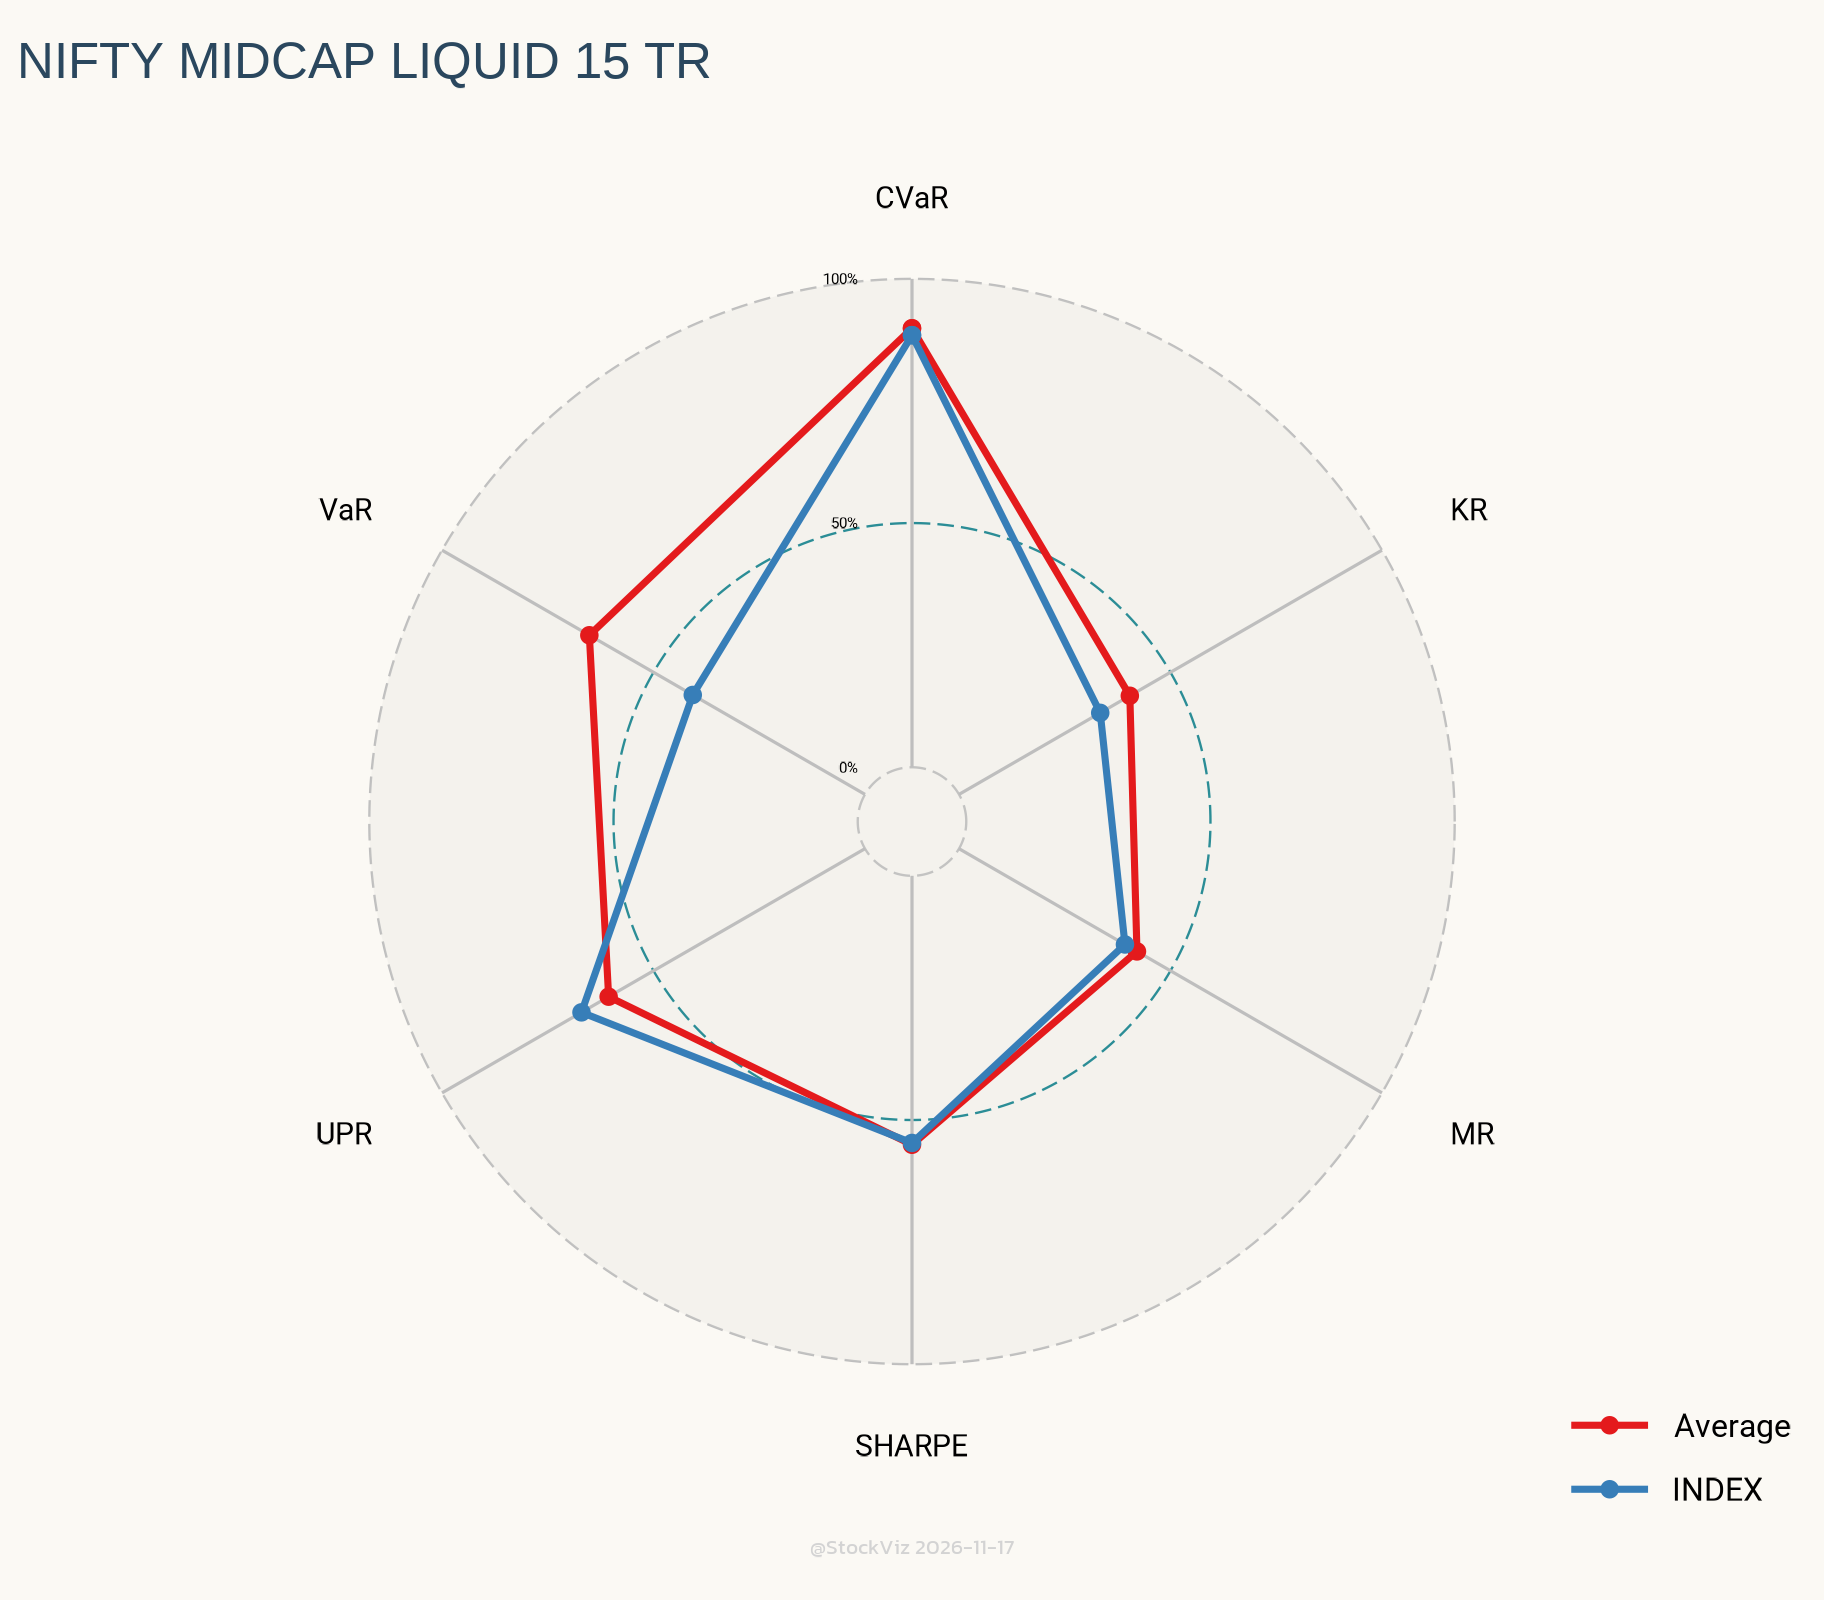 NIFTY MIDCAP LIQUID 15 TR
CVaR
100%
VaR
KR
50%
0%
UPR
MR
SHARPE
Average
INDEX
@StockViz 2026-11-17